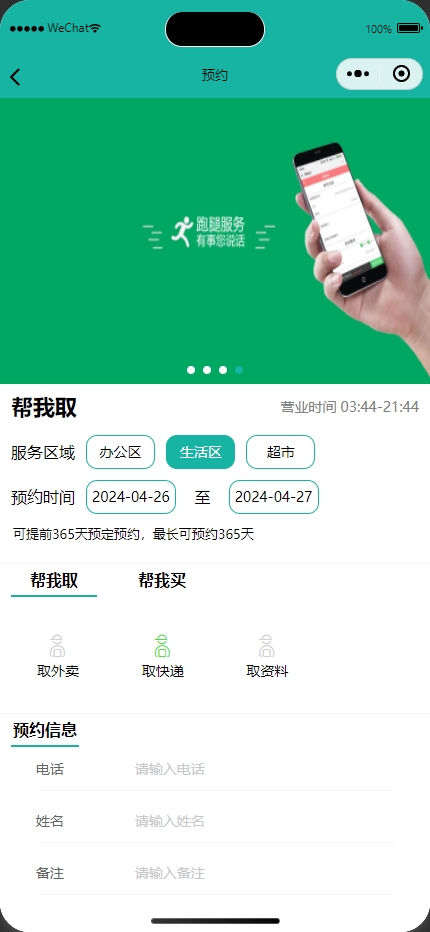 ●●●●● WeChat
100%
预约
跑腿服务
有事您说话
帮我取
营业时间 03:44-21:44
服务区域
办公区
生活区
超市
预约时间
2024-04-26
至
2024-04-27
可提前365天预定预约，最长可预约365天
帮我取
帮我买
取外卖
取快递
取资料
预约信息
电话
请输入电话
姓名
请输入姓名
备注
请输入备注